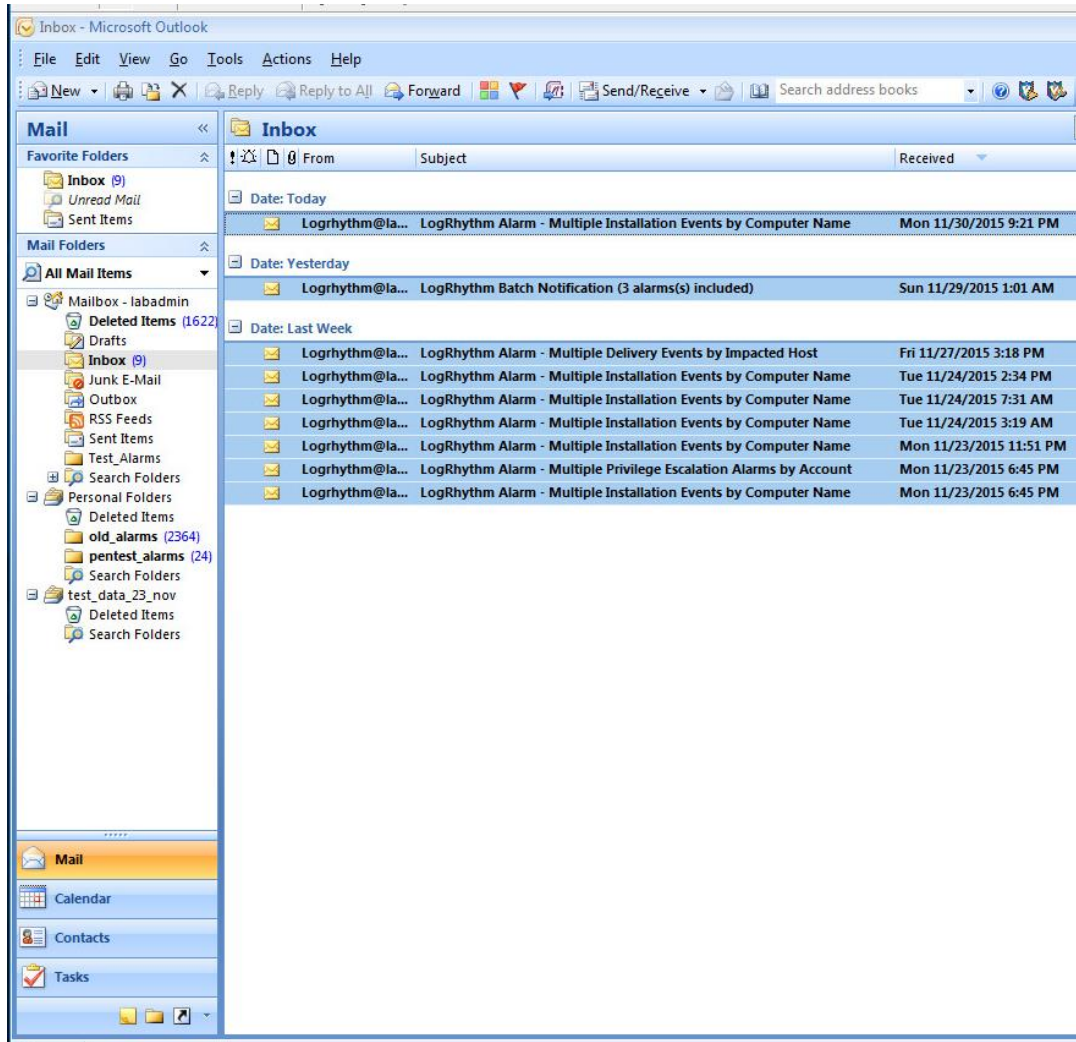 Inbox - Microsoft Outlook
File Edit View Go Tools Actions Help
New Reply Reply to All Forward Send/Receive Search address books
Mail
Favorite Folders
Inbox (9)
Unread Mail
Sent Items
Mail Folders
All Mail Items
Mailbox - labadmin
Deleted Items (1622)
Drafts
Inbox (9)
Junk E-Mail
Outbox
RSS Feeds
Sent Items
Test_Alarms
Search Folders
Personal Folders
Deleted Items
old_alarms (2364)
pentest_alarms (24)
Search Folders
test_data_23_nov
Deleted Items
Search Folders
Mail
Calendar
Contacts
Tasks
Inbox
From Subject Received
Date: Today
Logrhythm@la... LogRhythm Alarm - Multiple Installation Events by Computer Name Mon 11/30/2015 9:21 PM
Date: Yesterday
Logrhythm@la... LogRhythm Batch Notification (3 alarms(s) included) Sun 11/29/2015 1:01 AM
Date: Last Week
Logrhythm@la... LogRhythm Alarm - Multiple Delivery Events by Impacted Host Fri 11/27/2015 3:18 PM
Logrhythm@la... LogRhythm Alarm - Multiple Installation Events by Computer Name Tue 11/24/2015 2:34 PM
Logrhythm@la... LogRhythm Alarm - Multiple Installation Events by Computer Name Tue 11/24/2015 7:31 AM
Logrhythm@la... LogRhythm Alarm - Multiple Installation Events by Computer Name Tue 11/24/2015 3:19 AM
Logrhythm@la... LogRhythm Alarm - Multiple Installation Events by Computer Name Mon 11/23/2015 11:51 PM
Logrhythm@la... LogRhythm Alarm - Multiple Privilege Escalation Alarms by Account Mon 11/23/2015 6:45 PM
Logrhythm@la... LogRhythm Alarm - Multiple Installation Events by Computer Name Mon 11/23/2015 6:45 PM